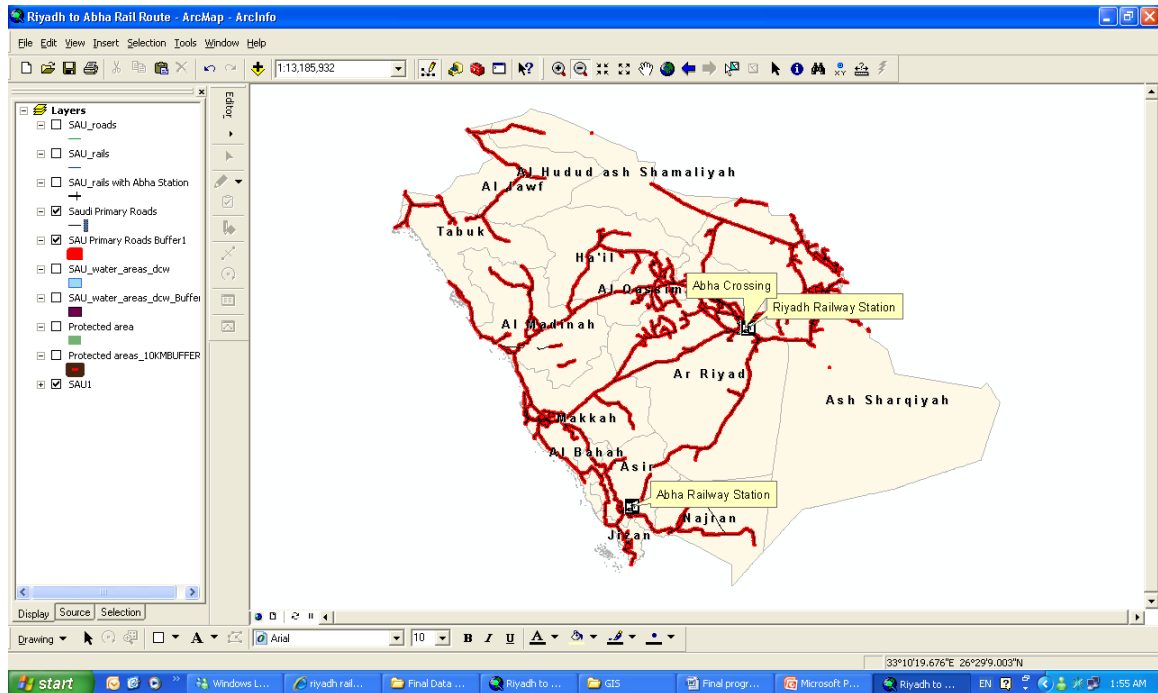 Riyadh to Abha Rail Route - ArcMap - ArcInfo
File Edit View Insert Selection Tools Window Help
1:13,185,932
Layers
SAU_roads
SAU_rails
SAU_rails with Abha Station
Saudi Primary Roads
SAU Primary Roads Buffer1
SAU_water_areas_dcw
SAU_water_areas_dcw_Buffer
Protected area
Protected areas_10KMBUFFER
SAU1
Editor
Al Hudud ash Shamaliyah
Al Jawf
Tabuk
Ha'il
Al Qassim
Abha Crossing
Riyadh Railway Station
Al Madinah
Ar Riyad
Ash Sharqiyah
Makkah
Al Bahah
Asir
Abha Railway Station
Najran
Jizan
Display Source Selection
Drawing A Arial 10 B I U A
33°10'19.676"E 26°29'9.003"N
start Windows L... riyadh rail... Final Data ... Riyadh to ... GIS Final progr... Microsoft P... Riyadh to ... EN 1:55 AM